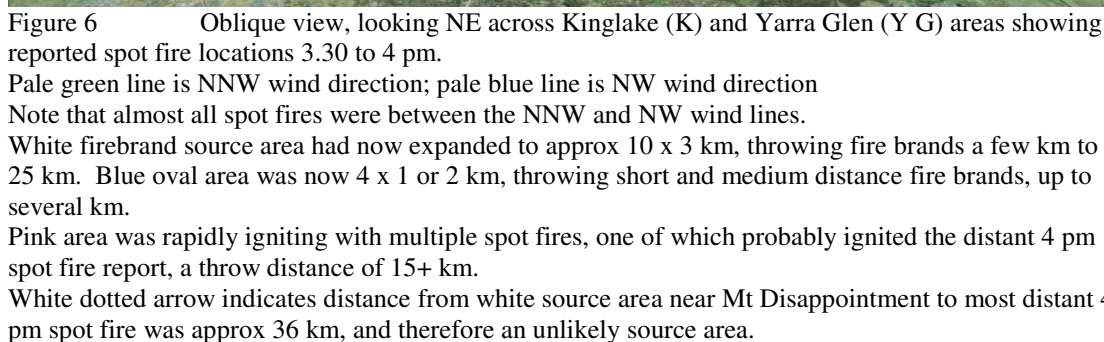 Figure 6 Oblique view, looking NE across Kinglake (K) and Yarra Glen (Y G) areas showing
reported spot fire locations 3.30 to 4 pm.
Pale green line is NNW wind direction; pale blue line is NW wind direction
Note that almost all spot fires were between the NNW and NW wind lines.
White firebrand source area had now expanded to approx 10 x 3 km, throwing fire brands a few km to
25 km. Blue oval area was now 4 x 1 or 2 km, throwing short and medium distance fire brands, up to
several km.
Pink area was rapidly igniting with multiple spot fires, one of which probably ignited the distant 4 pm
spot fire report, a throw distance of 15+ km.
White dotted arrow indicates distance from white source area near Mt Disappointment to most distant 4
pm spot fire was approx 36 km, and therefore an unlikely source area.